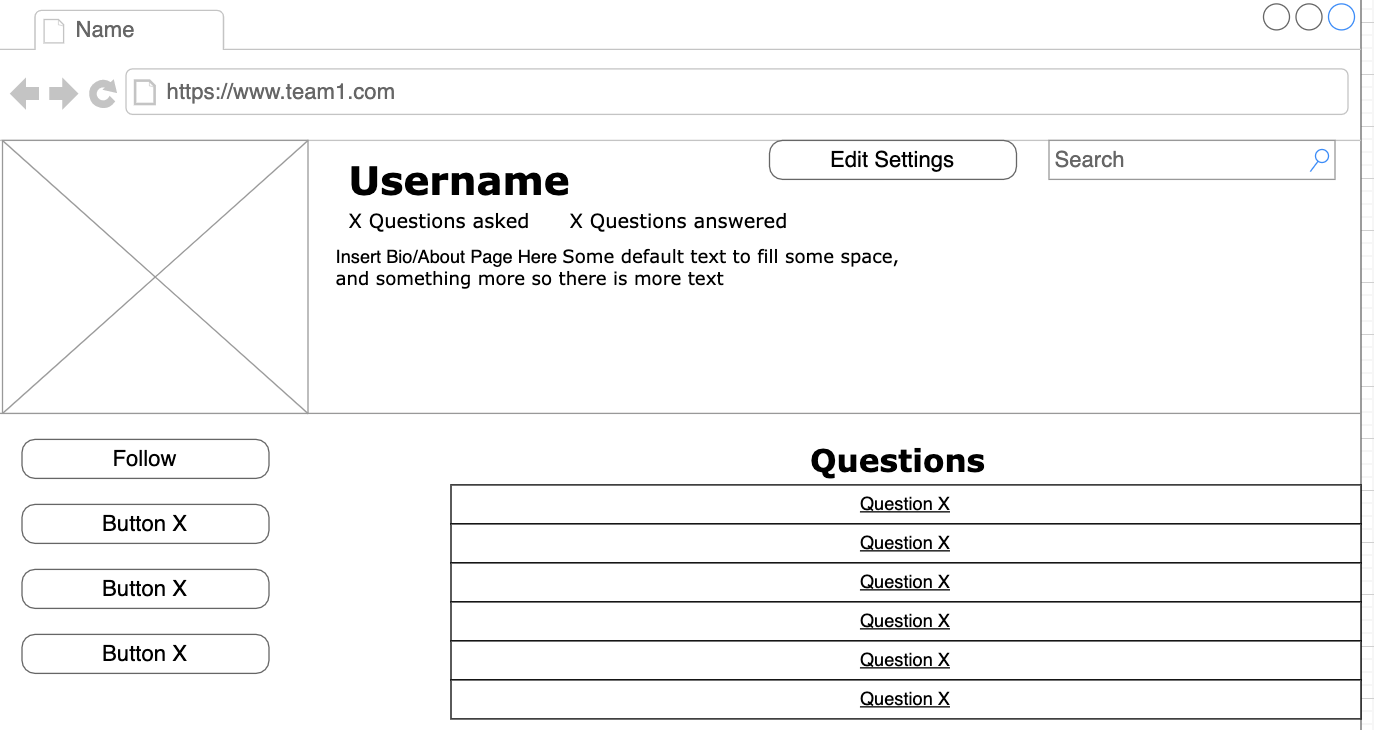 Name
https://www.team1.com
Edit Settings
Search
Username
X Questions asked X Questions answered
Insert Bio/About Page Here Some default text to fill some space,
and something more so there is more text
Follow
Button X
Button X
Button X
Questions
Question X
Question X
Question X
Question X
Question X
Question X